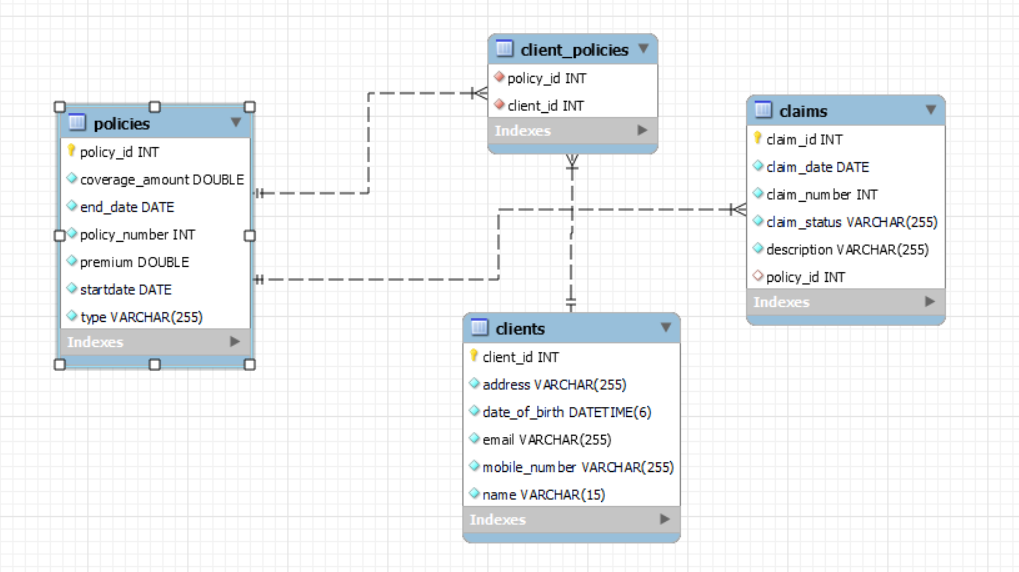 client_policies
policy_id INT
client_id INT
Indexes
policies
policy_id INT
coverage_amount DOUBLE
end_date DATE
policy_number INT
premium DOUBLE
startdate DATE
type VARCHAR(255)
Indexes
claims
claim_id INT
claim_date DATE
claim_number INT
claim_status VARCHAR(255)
description VARCHAR(255)
policy_id INT
Indexes
clients
client_id INT
address VARCHAR(255)
date_of_birth DATETIME(6)
email VARCHAR(255)
mobile_number VARCHAR(255)
name VARCHAR(15)
Indexes